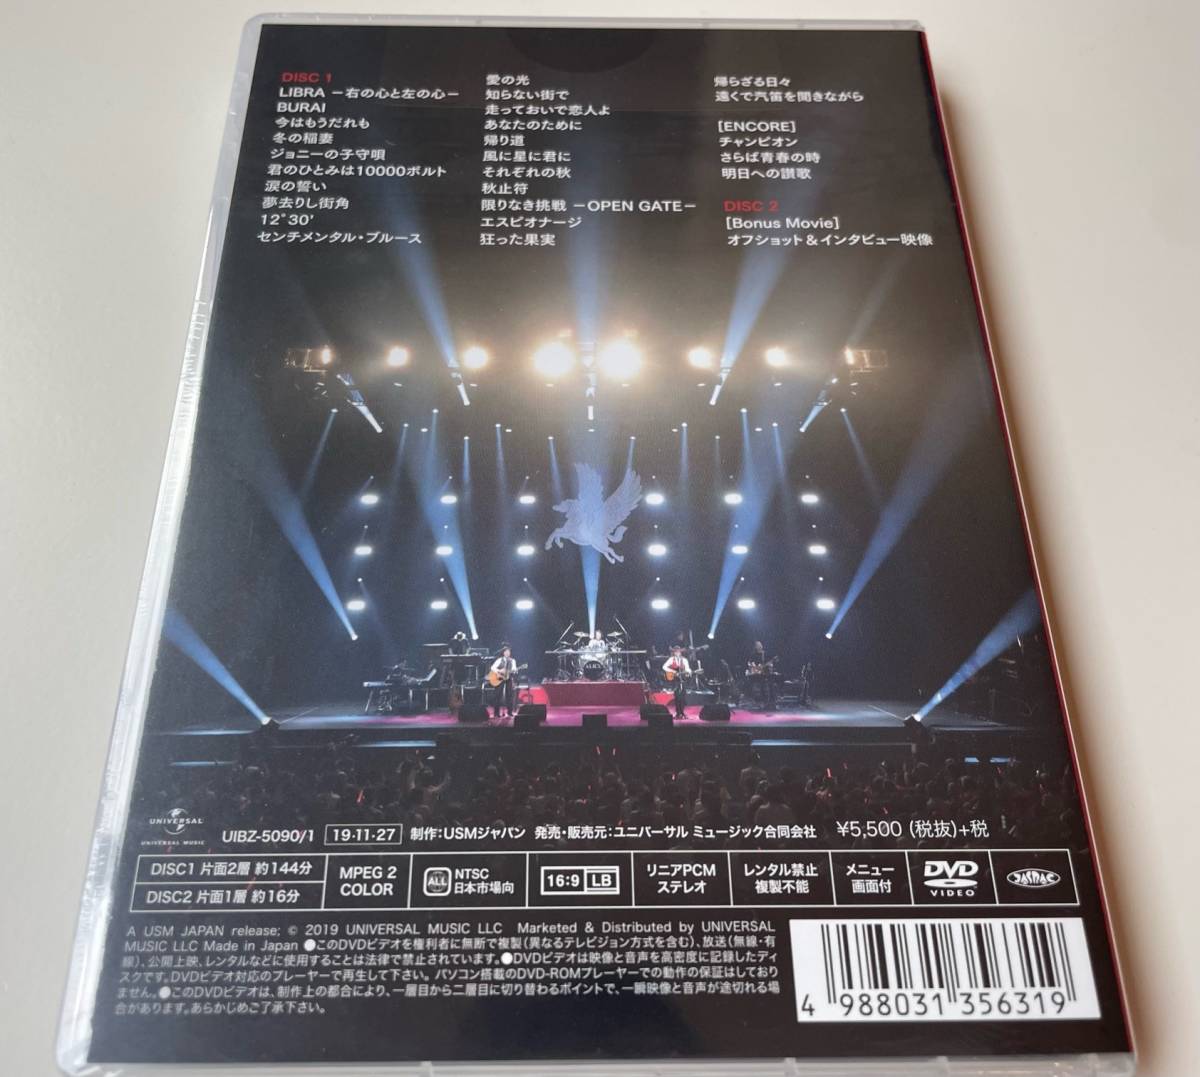 DISC 1
LIBRA －右の心と左の心－
BURAI
今はもうだれも
冬の稲妻
ジョニーの子守唄
君のひとみは10000ボルト
涙の誓い
夢去りし街角
12°30'
センチメンタル・ブルース
愛の光
知らない街で
走っておいで恋人よ
あなたのために
帰り道
風に星に君に
それぞれの秋
秋止符
限りなき挑戦 －OPEN GATE－
エスピオナージ
狂った果実
帰らざる日々
遠くで汽笛を聞きながら
[ENCORE]
チャンピオン
さらば青春の時
明日への讃歌
DISC 2
[Bonus Movie]
オフショット＆インタビュー映像
ALICE
UNIVERSAL
UNIVERSAL MUSIC
UIBZ-5090/1 19·11·27 制作：USMジャパン 発売・販売元：ユニバーサル ミュージック合同会社 ¥5,500 (税抜)+税
DISC1 片面2層 約144分
DISC2 片面1層 約16分
MPEG 2
COLOR
ALL
NTSC
日本市場向
16:9 LB
リニアPCM
ステレオ
レンタル禁止
複製不能
メニュー
画面付
DVD
VIDEO
JASRAC
A USM JAPAN release; © 2019 UNIVERSAL MUSIC LLC Marketed & Distributed by UNIVERSAL
MUSIC LLC Made in Japan ●このDVDビデオを権利者に無断で複製（異なるテレビジョン方式を含む）、放送（無線・有
線）、公開上映、レンタルなどに使用することは法律で禁止されています。●DVDビデオは映像と音声を高密度に記録したディ
スクです。DVDビデオ対応のプレーヤーで再生して下さい。パソコン搭載のDVD-ROMプレーヤーでの動作の保証はしており
ません。●このDVDビデオは、制作上の都合により、一層目から二層目に切り替わるポイントで、一瞬映像と音声が途切れる場
合があります。あらかじめご了承下さい。
4 988031 356319